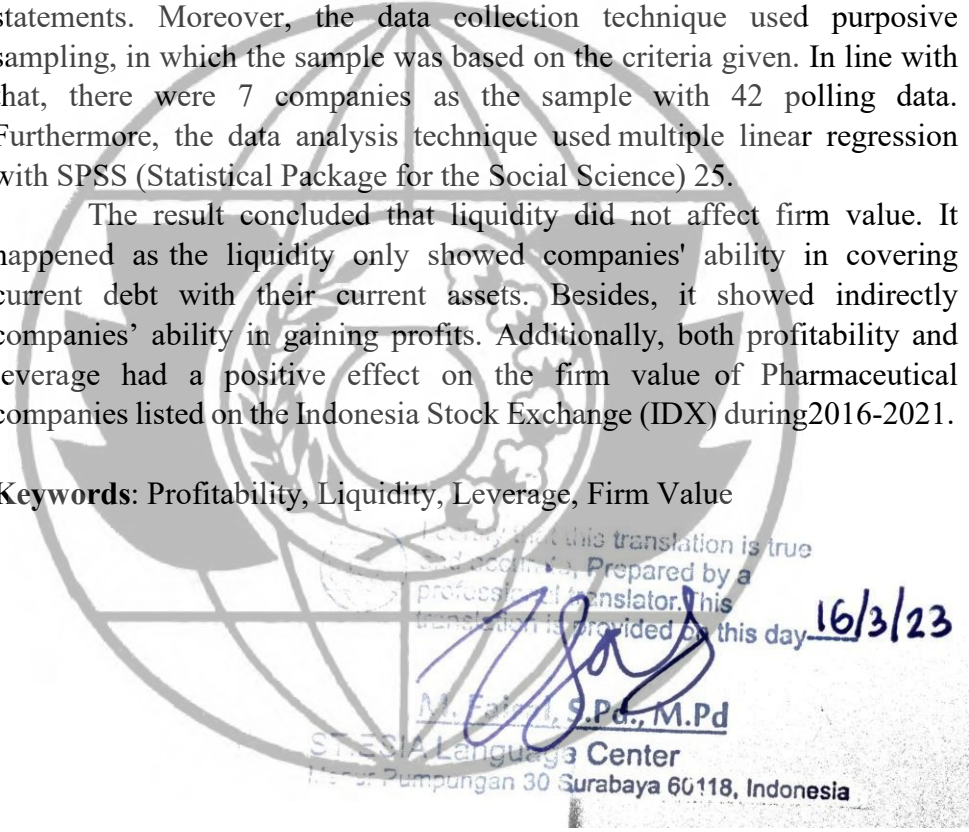 statements. Moreover, the data collection technique used purposive
sampling, in which the sample was based on the criteria given. In line with
that, there were 7 companies as the sample with 42 polling data.
Furthermore, the data analysis technique used multiple linear regression
with SPSS (Statistical Package for the Social Science) 25.
The result concluded that liquidity did not affect firm value. It
happened as the liquidity only showed companies' ability in covering
current debt with their current assets. Besides, it showed indirectly
companies’ ability in gaining profits. Additionally, both profitability and
leverage had a positive effect on the firm value of Pharmaceutical
companies listed on the Indonesia Stock Exchange (IDX) during2016-2021.
Keywords: Profitability, Liquidity, Leverage, Firm Value
that this translation is true
and Prepared by a
professional translator. This
translation is provided on this day 16/3/23
M. S.Pd., M.Pd
Language Center
Pumpungan 30 Surabaya 60118, Indonesia